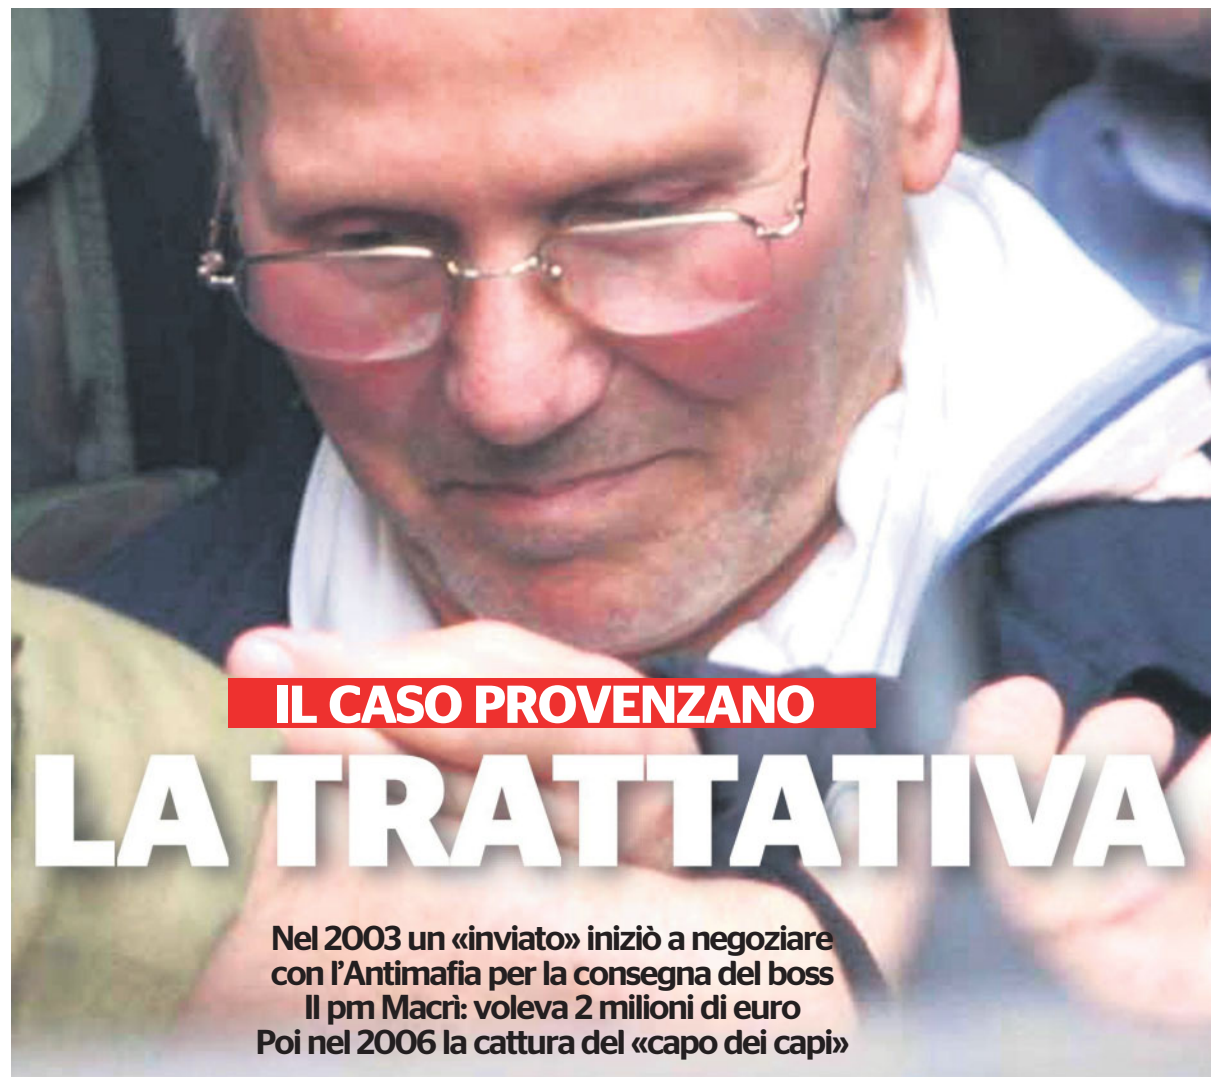 IL CASO PROVENZANO
LA TRATTATIVA
Nel 2003 un «inviato» iniziò a negoziare
con l'Antimafia per la consegna del boss
Il pm Macrì: voleva 2 milioni di euro
Poi nel 2006 la cattura del «capo dei capi»